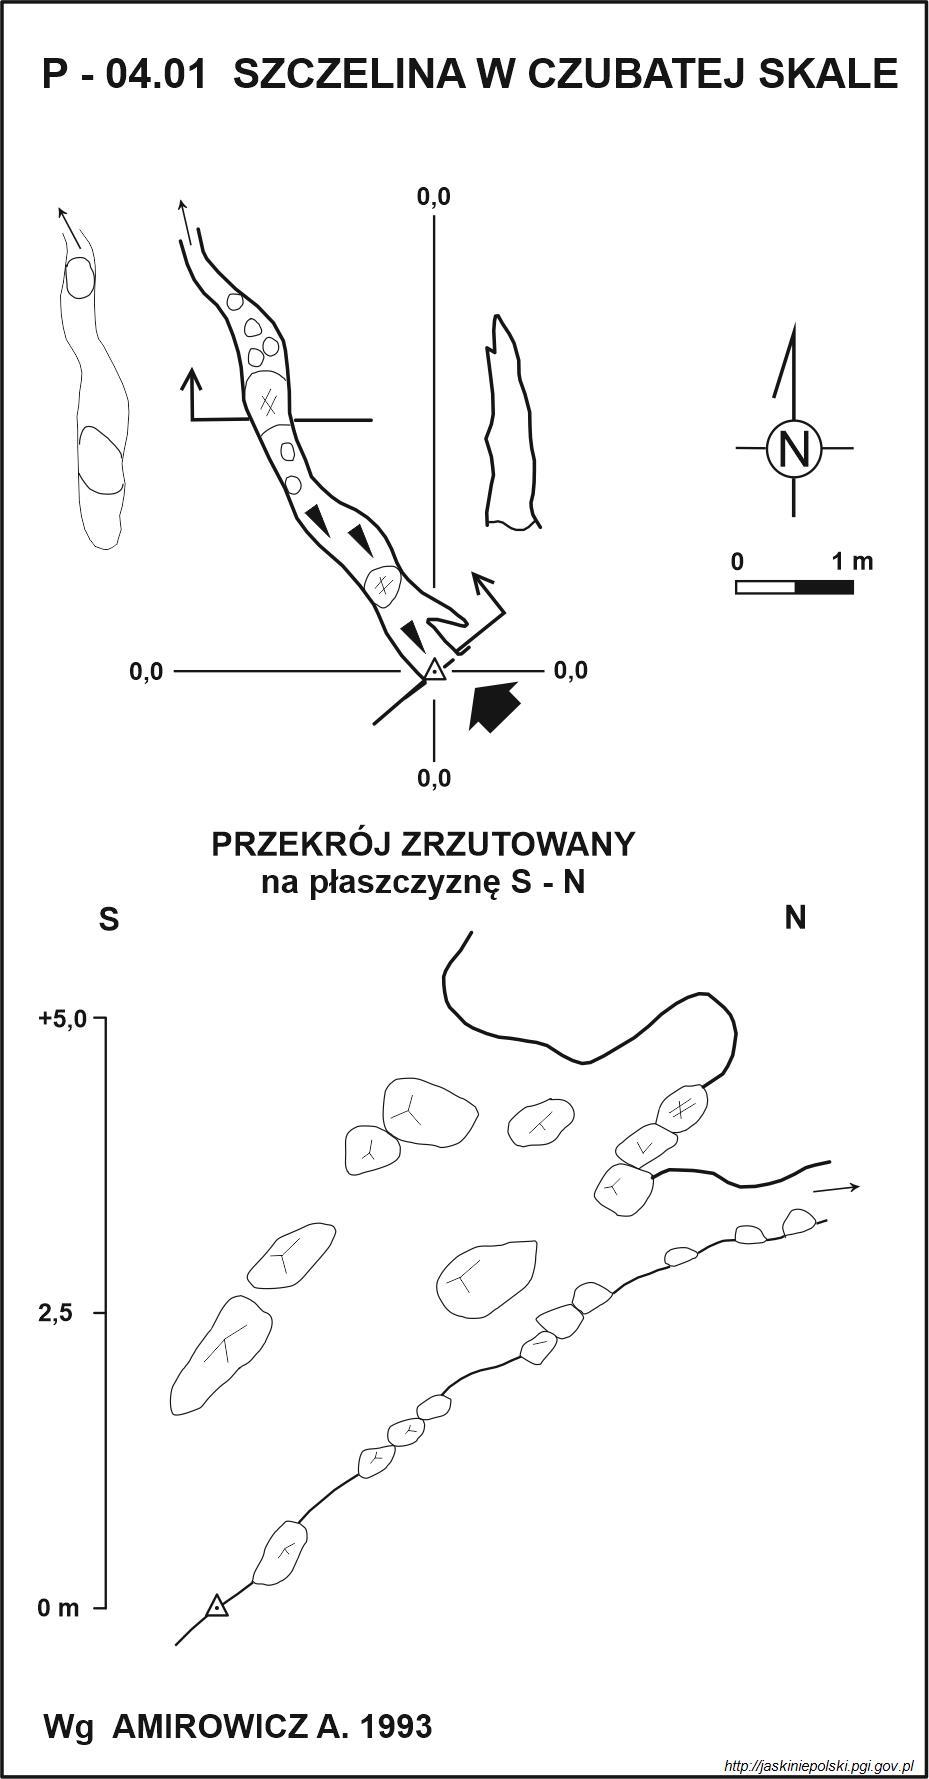 P - 04.01 SZCZELINA W CZUBATEJ SKALE
0,0
N
0 1 m
0,0 0,0
0,0
PRZEKRÓJ ZRZUTOWANY
na płaszczyznę S - N
S N
+5,0
2,5
0 m
Wg AMIROWICZ A. 1993
http://jaskiniepolski.pgi.gov.pl